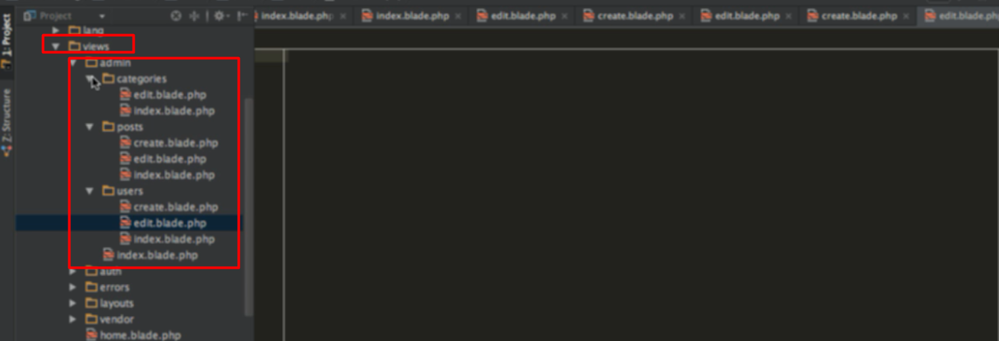 Project
index.blade.php
index.blade.php
edit.blade.php
create.blade.php
edit.blade.php
create.blade.php
edit.blade.ph
1: Project
Z: Structure
lang
views
admin
categories
edit.blade.php
index.blade.php
posts
create.blade.php
edit.blade.php
index.blade.php
users
create.blade.php
edit.blade.php
index.blade.php
index.blade.php
auth
errors
layouts
vendor
home.blade.php